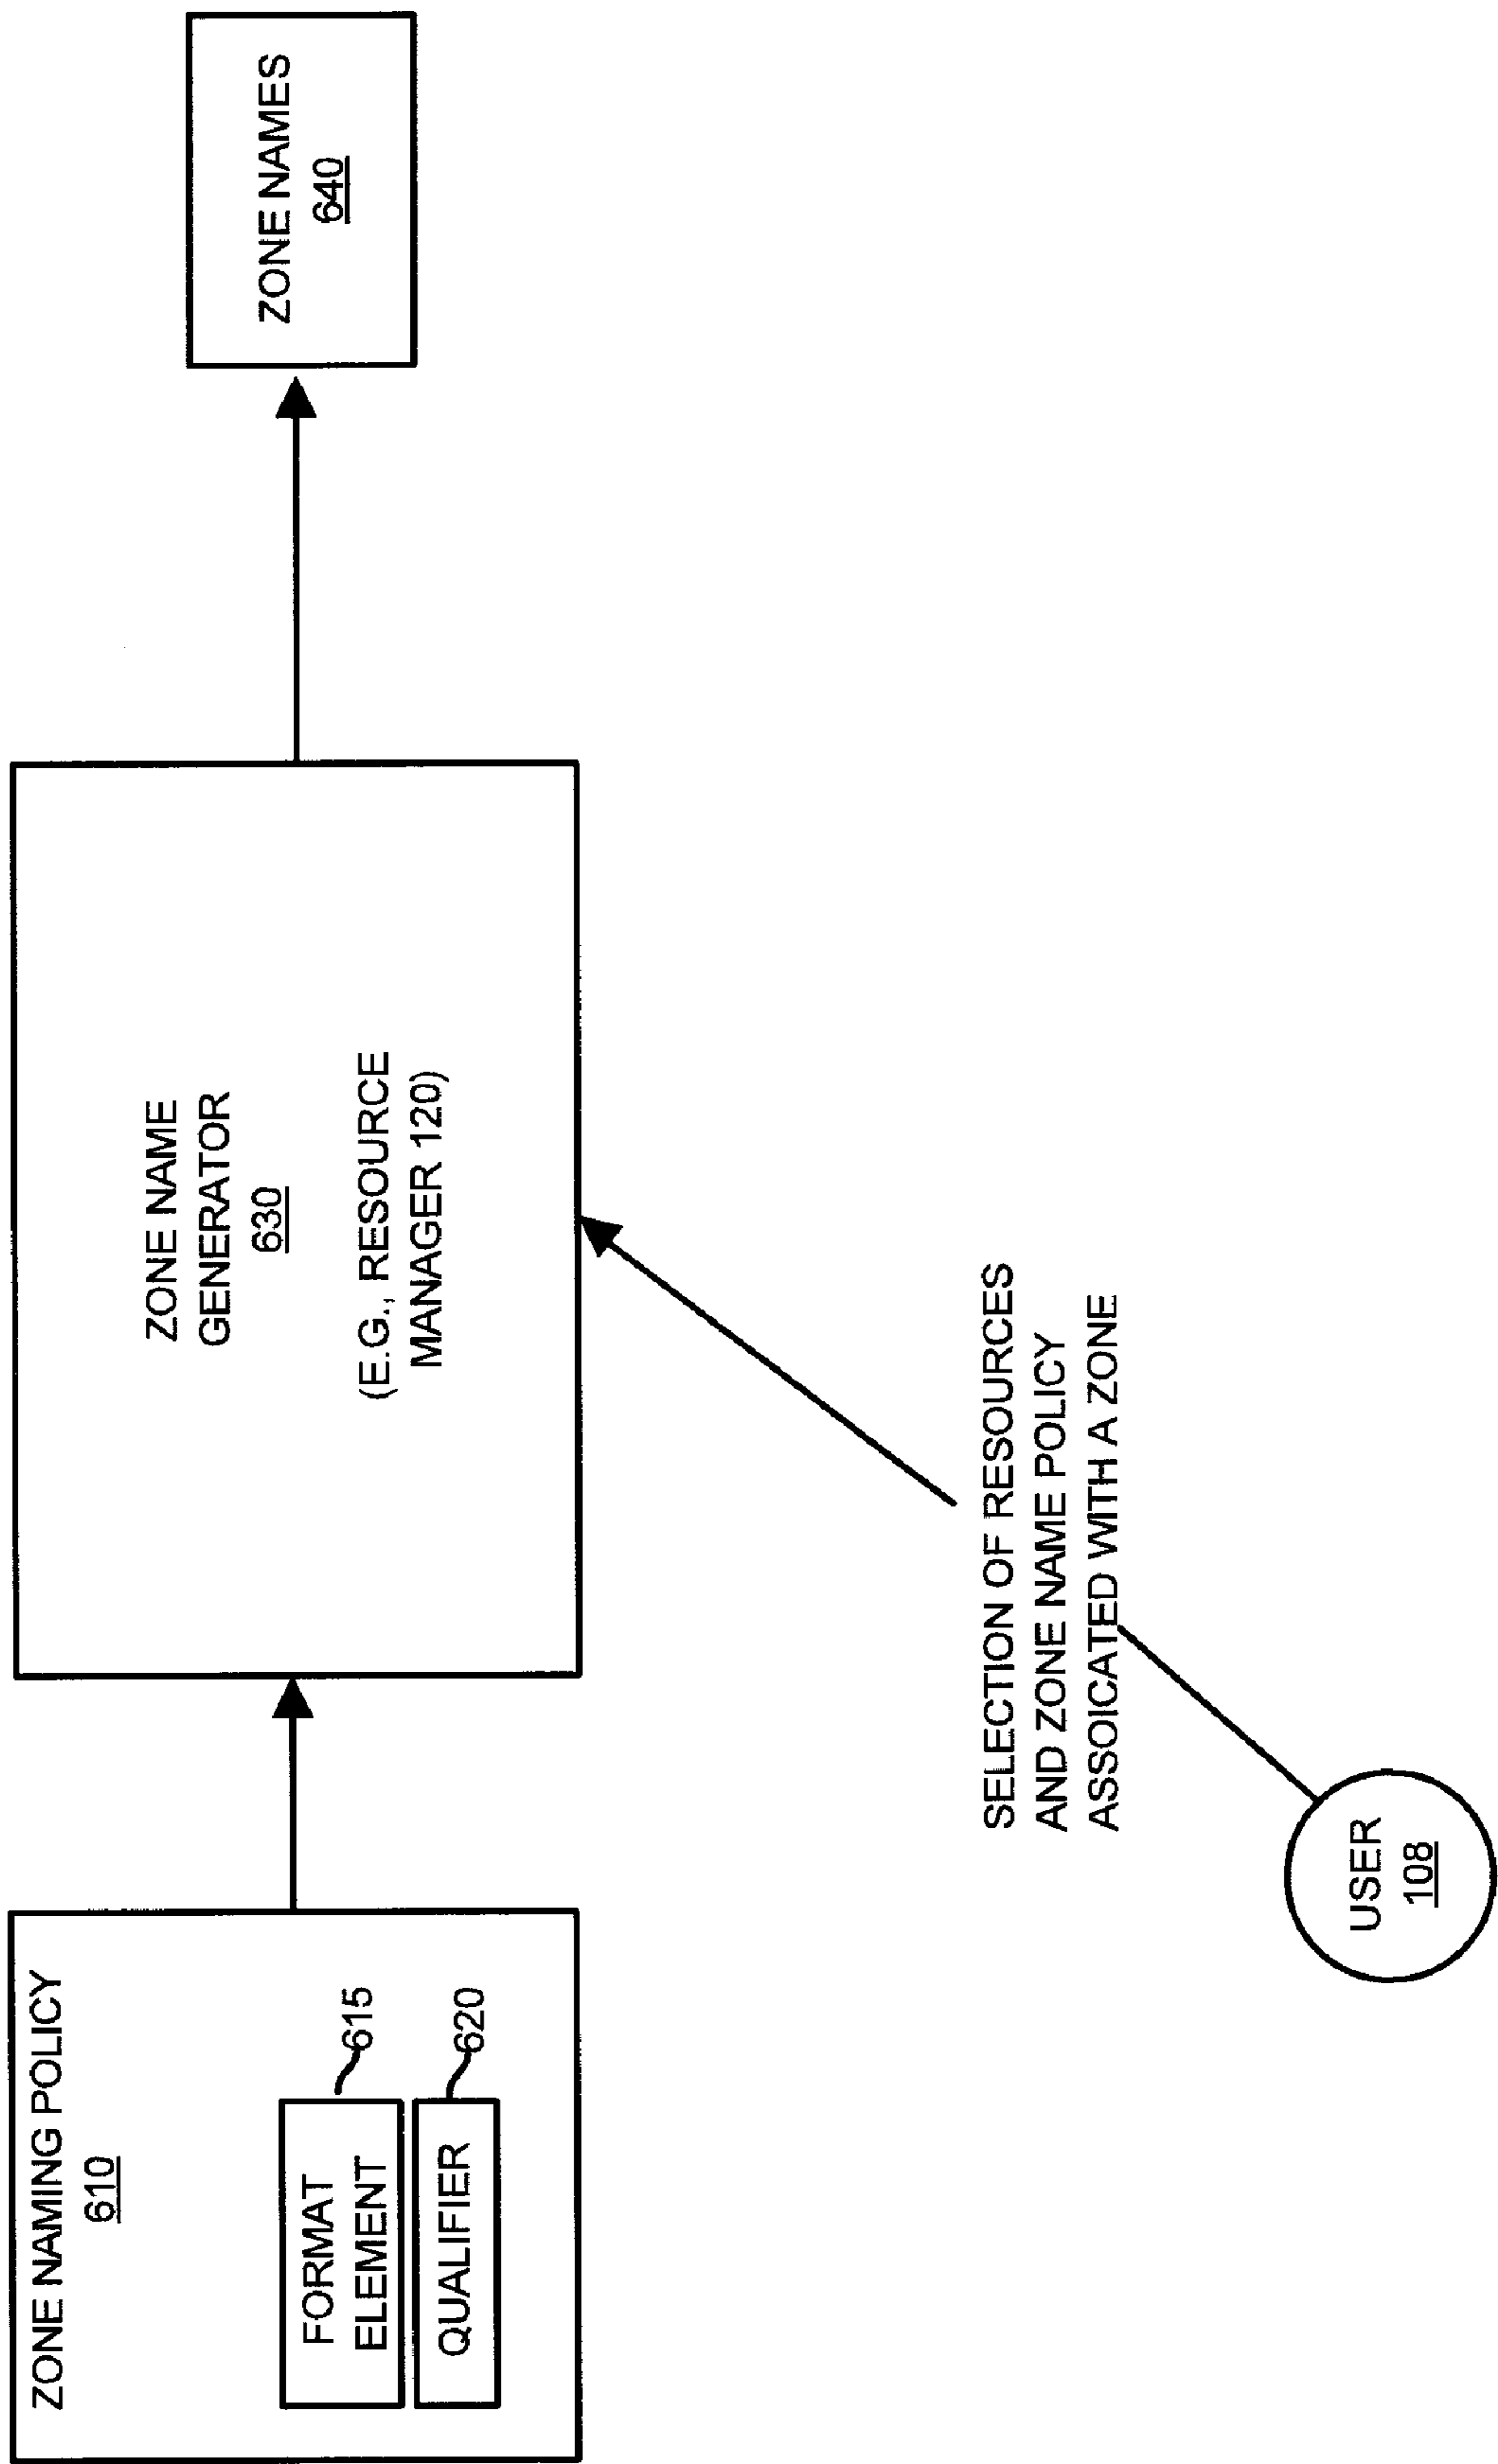 ZONE NAMING POLICY
610
FORMAT
ELEMENT
615
QUALIFIER
620
ZONE NAME
GENERATOR
630
(E.G., RESOURCE
MANAGER 120)
ZONE NAMES
640
SELECTION OF RESOURCES
AND ZONE NAME POLICY
ASSOICATED WITH A ZONE
USER
108